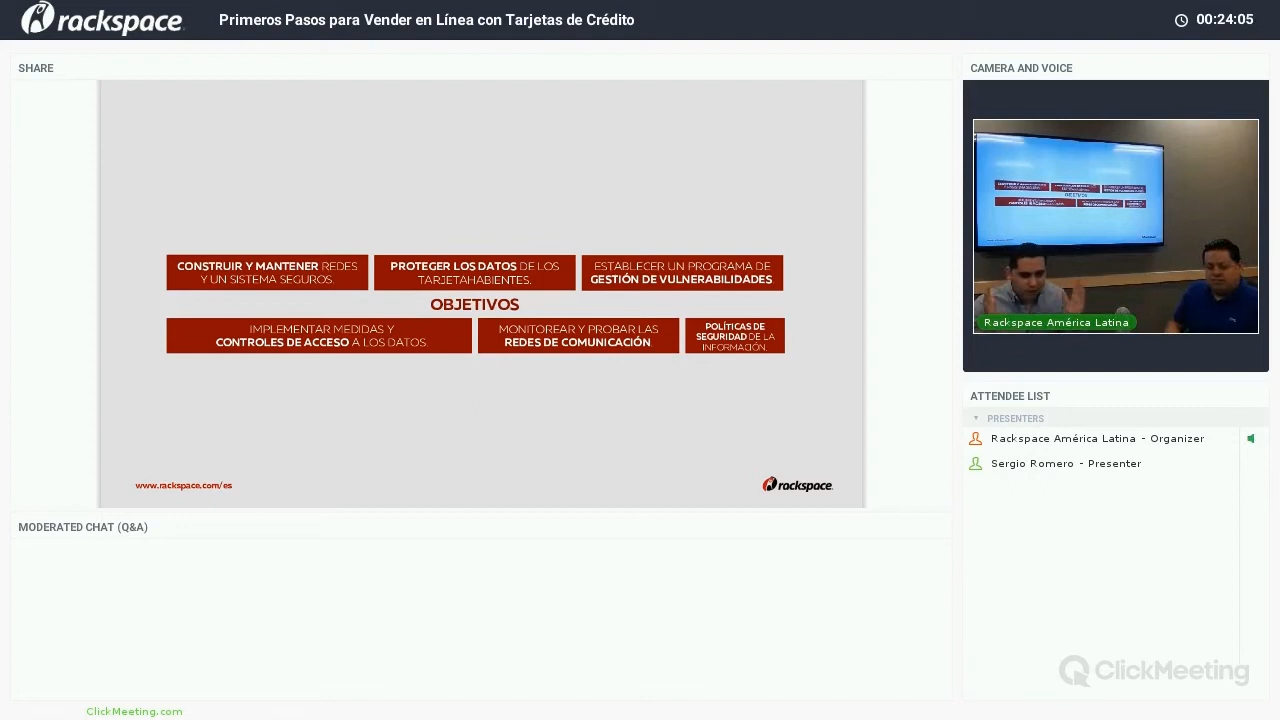 rackspace
Primeros Pasos para Vender en Línea con Tarjetas de Crédito
00:24:05
SHARE
CONSTRUIR Y MANTENER REDES
Y UN SISTEMA SEGUROS.
PROTEGER LOS DATOS DE LOS
TARJETAHABIENTES.
ESTABLECER UN PROGRAMA DE
GESTIÓN DE VULNERABILIDADES
OBJETIVOS
IMPLEMENTAR MEDIDAS Y
CONTROLES DE ACCESO A LOS DATOS.
MONITOREAR Y PROBAR LAS
REDES DE COMUNICACIÓN
POLÍTICAS DE
SEGURIDAD DE LA
INFORMACIÓN.
www.rackspace.com/es
rackspace
MODERATED CHAT (Q&A)
CAMERA AND VOICE
Rackspace América Latina
ATTENDEE LIST
PRESENTERS
Rackspace América Latina - Organizer
Sergio Romero - Presenter
ClickMeeting
ClickMeeting.com